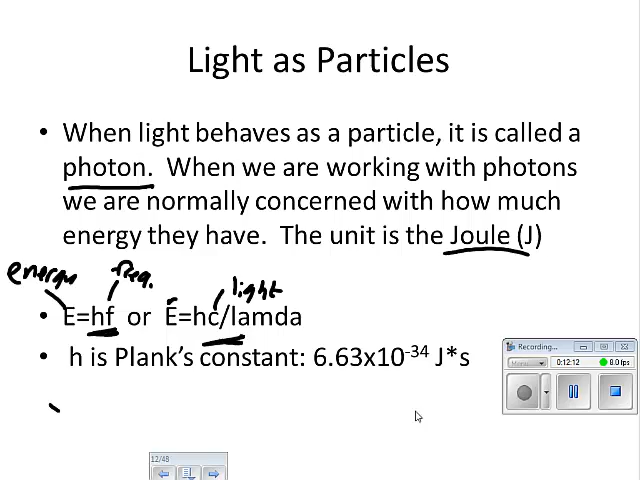 Light as Particles
• When light behaves as a particle, it is called a
photon. When we are working with photons
we are normally concerned with how much
energy they have. The unit is the Joule (J)
energy freq. light
• E=hf or E=hc/lamda
• h is Plank's constant: 6.63x10⁻³⁴ J*s
Recording...
12:12 8.0 fps
12/48